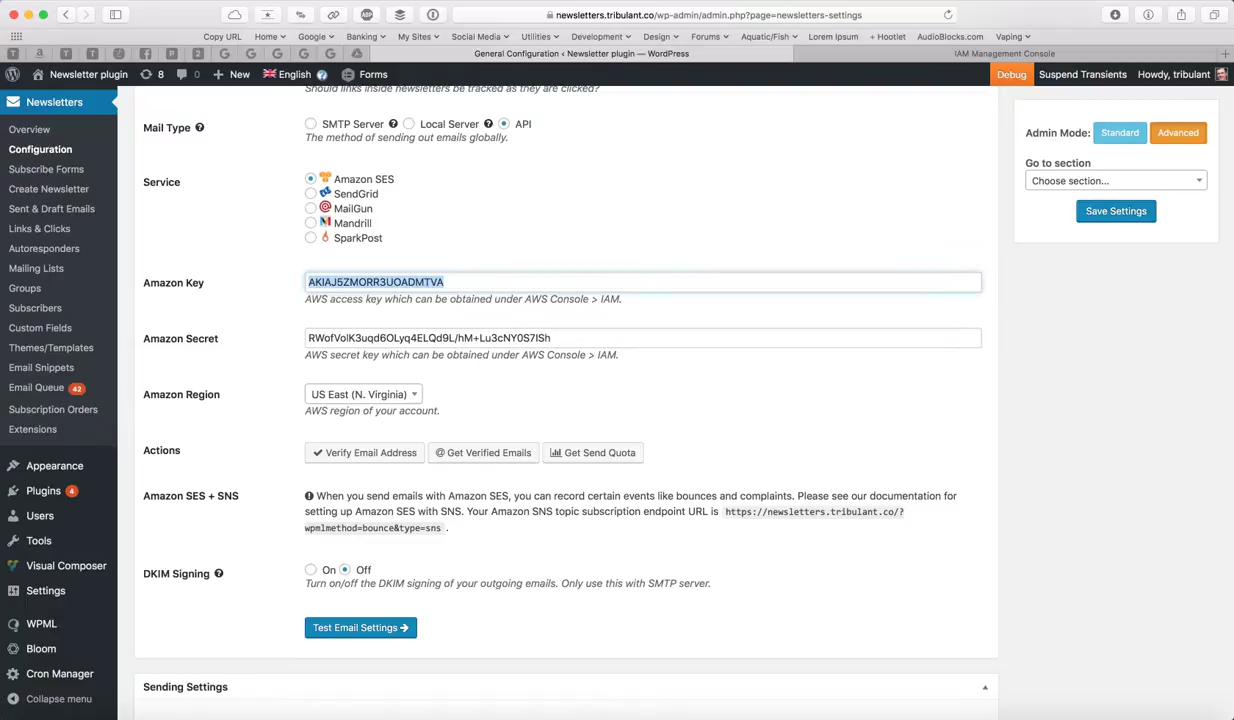 newsletters.tribulant.co/wp-admin/admin.php?page=newsletters-settings
Copy URL Home Google Banking My Sites Social Media Utilities Development Design Forums Aquatic/Fish Lorem Ipsum + Hootlet AudioBlocks.com Vaping
General Configuration ‹ Newsletter plugin — WordPress IAM Management Console
Newsletter plugin 8 0 + New English Forms Debug Suspend Transients Howdy, tribulant
Newsletters
Overview
Configuration
Subscribe Forms
Create Newsletter
Sent & Draft Emails
Links & Clicks
Autoresponders
Mailing Lists
Groups
Subscribers
Custom Fields
Themes/Templates
Email Snippets
Email Queue 42
Subscription Orders
Extensions
Appearance
Plugins 4
Users
Tools
Visual Composer
Settings
WPML
Bloom
Cron Manager
Collapse menu
Should links inside newsletters be tracked as they are clicked?
Mail Type
SMTP Server Local Server API
The method of sending out emails globally.
Service
Amazon SES
SendGrid
MailGun
Mandrill
SparkPost
Amazon Key
AKIAJ5ZMORR3UOADMTVA
AWS access key which can be obtained under AWS Console > IAM.
Amazon Secret
RWofVolK3uqd6OLyq4ELQd9L/hM+Lu3cNY0S7ISh
AWS secret key which can be obtained under AWS Console > IAM.
Amazon Region
US East (N. Virginia)
AWS region of your account.
Actions
Verify Email Address @ Get Verified Emails Get Send Quota
Amazon SES + SNS
When you send emails with Amazon SES, you can record certain events like bounces and complaints. Please see our documentation for
setting up Amazon SES with SNS. Your Amazon SNS topic subscription endpoint URL is https://newsletters.tribulant.co/?
wpmlmethod=bounce&type=sns .
DKIM Signing
On Off
Turn on/off the DKIM signing of your outgoing emails. Only use this with SMTP server.
Test Email Settings
Sending Settings
Admin Mode: Standard Advanced
Go to section
Choose section...
Save Settings